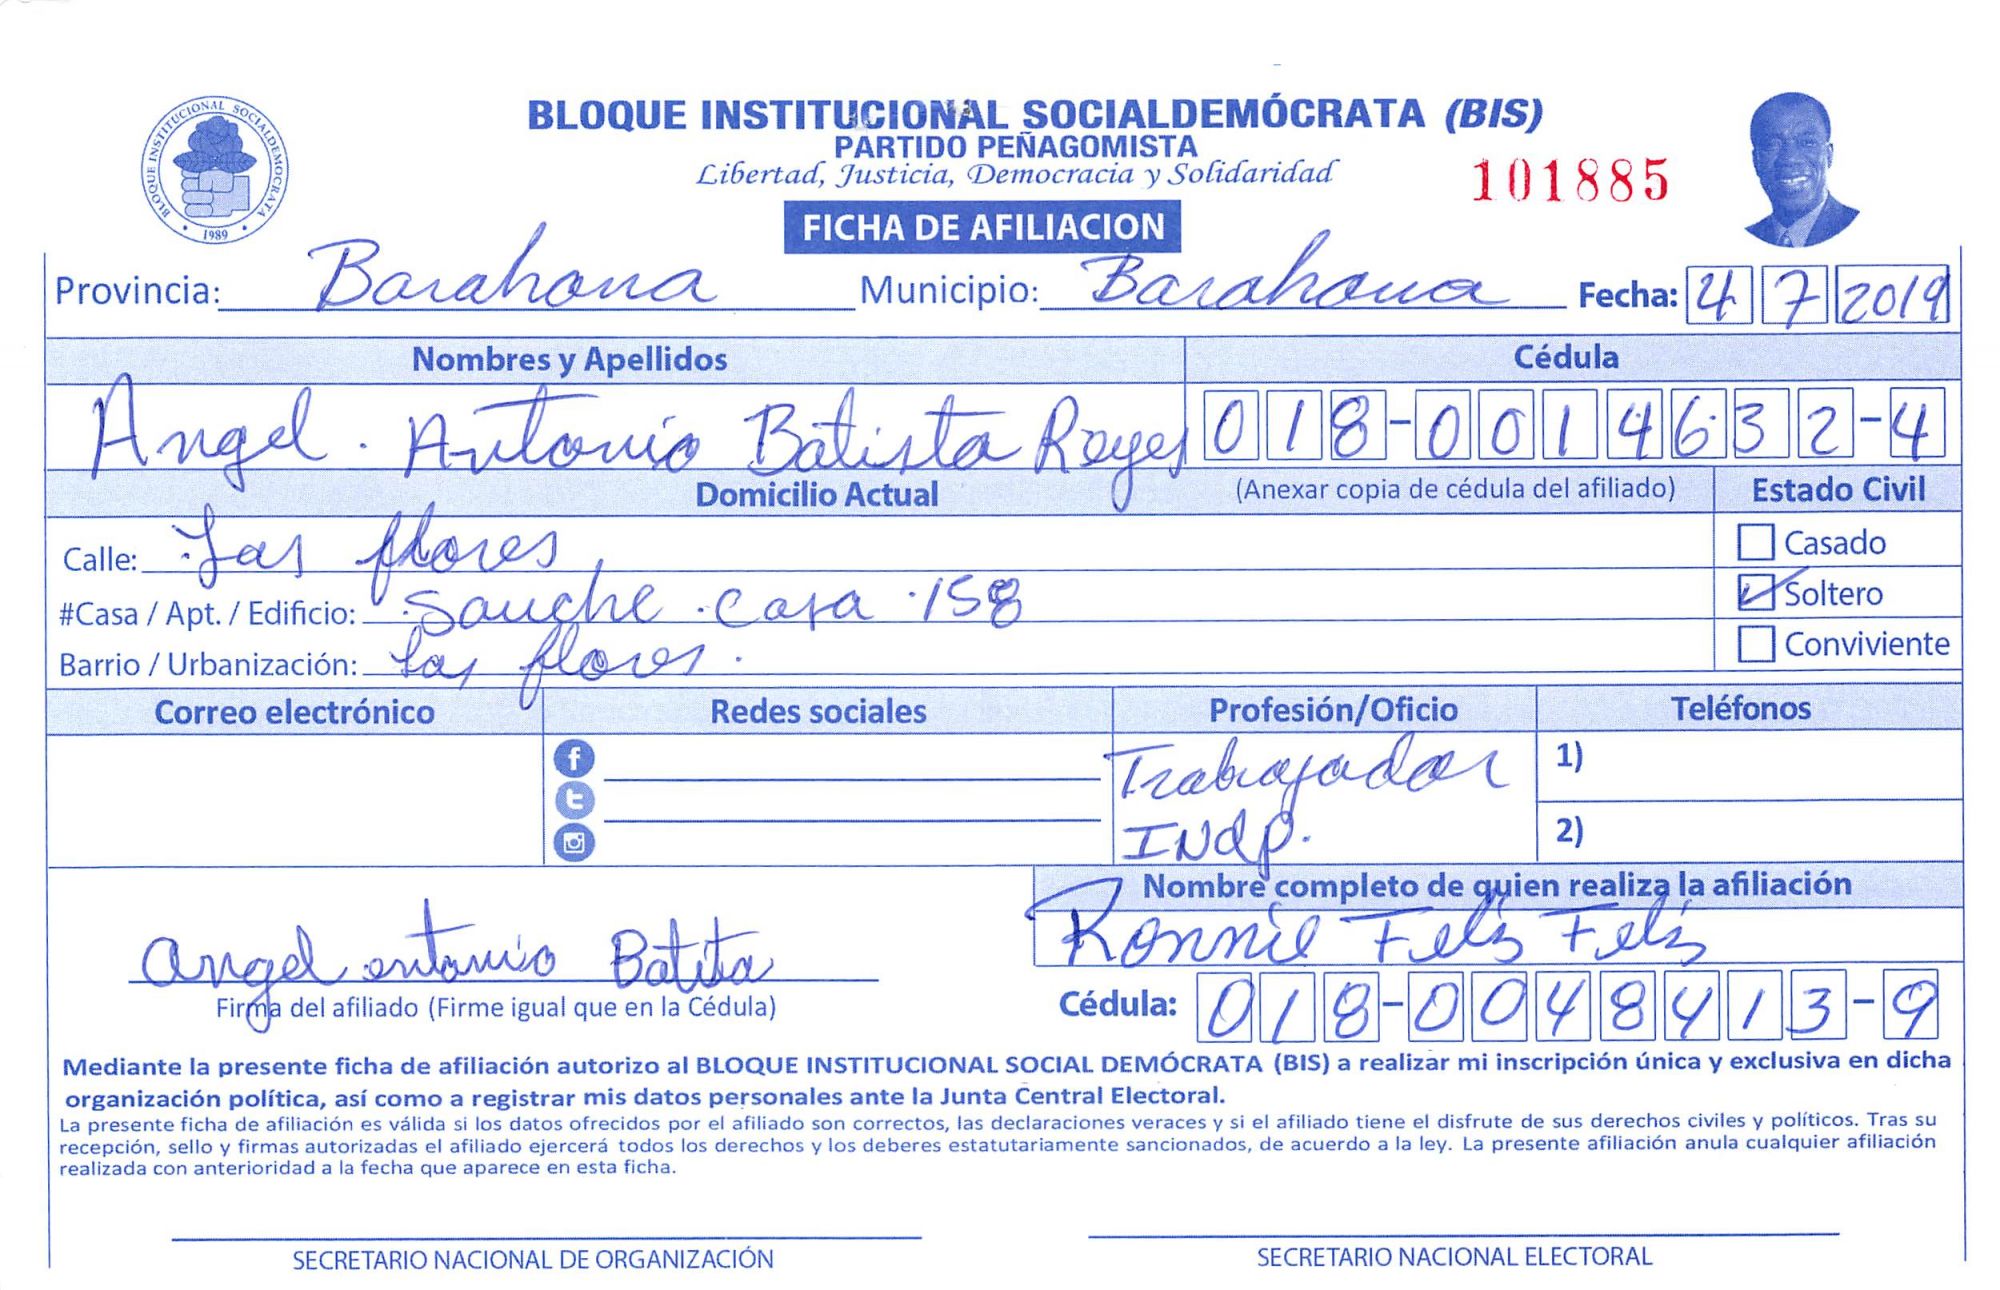 BLOQUE INSTITUCIONAL SOCIALDEMOCRATA
1989
BLOQUE INSTITUCIONAL SOCIALDEMÓCRATA (BIS)
PARTIDO PEÑAGOMISTA
Libertad, Justicia, Democracia y Solidaridad
101885
FICHA DE AFILIACION
Provincia: Barahona Municipio: Barahona Fecha: 4 7 2019
Nombres y Apellidos Cédula
Angel. Antonio Batista Reyes 018-0014632-4
Domicilio Actual (Anexar copia de cédula del afiliado) Estado Civil
Calle: Las flores Casado
#Casa / Apt. / Edificio: Sauche. casa. 158 Soltero
Barrio / Urbanización: Las flores. Conviviente
Correo electrónico Redes sociales Profesión/Oficio Teléfonos
Trabajador 1)
INdp. 2)
Nombre completo de quien realiza la afiliación
Ronnie Feliz Feliz
Angel antonio Batita
Firma del afiliado (Firme igual que en la Cédula) Cédula: 018-0048413-9
Mediante la presente ficha de afiliación autorizo al BLOQUE INSTITUCIONAL SOCIAL DEMÓCRATA (BIS) a realizar mi inscripción única y exclusiva en dicha
organización política, así como a registrar mis datos personales ante la Junta Central Electoral.
La presente ficha de afiliación es válida si los datos ofrecidos por el afiliado son correctos, las declaraciones veraces y si el afiliado tiene el disfrute de sus derechos civiles y políticos. Tras su
recepción, sello y firmas autorizadas el afiliado ejercerá todos los derechos y los deberes estatutariamente sancionados, de acuerdo a la ley. La presente afiliación anula cualquier afiliación
realizada con anterioridad a la fecha que aparece en esta ficha.
SECRETARIO NACIONAL DE ORGANIZACIÓN SECRETARIO NACIONAL ELECTORAL